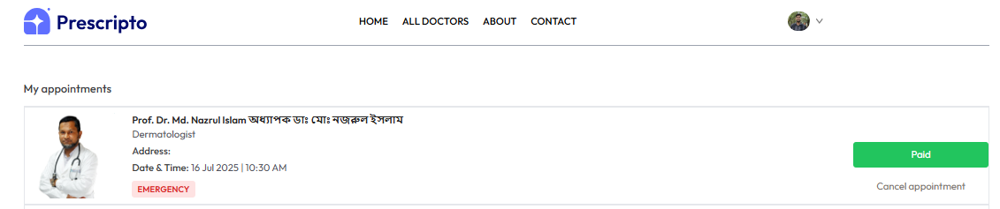 Prescripto
HOME ALL DOCTORS ABOUT CONTACT
My appointments
Prof. Dr. Md. Nazrul Islam অধ্যাপক ডাঃ মোঃ নজরুল ইসলাম
Dermatologist
Address:
Date & Time: 16 Jul 2025 | 10:30 AM
EMERGENCY
Paid
Cancel appointment